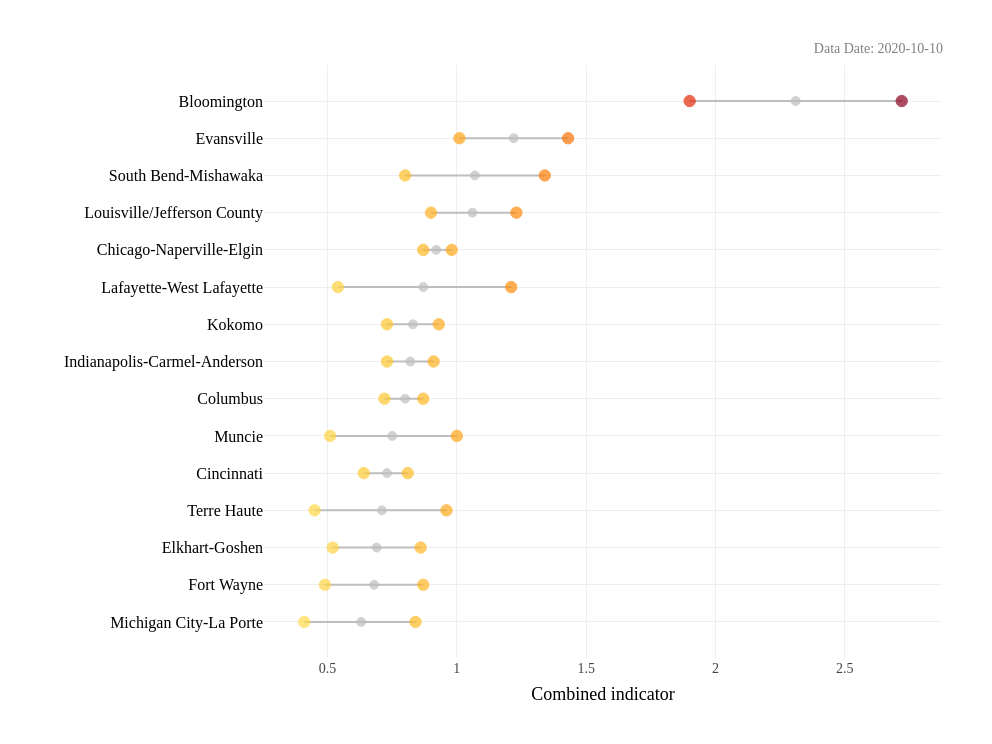 Data Date: 2020-10-10
Bloomington
Evansville
South Bend-Mishawaka
Louisville/Jefferson County
Chicago-Naperville-Elgin
Lafayette-West Lafayette
Kokomo
Indianapolis-Carmel-Anderson
Columbus
Muncie
Cincinnati
Terre Haute
Elkhart-Goshen
Fort Wayne
Michigan City-La Porte
0.5 1 1.5 2 2.5
Combined indicator